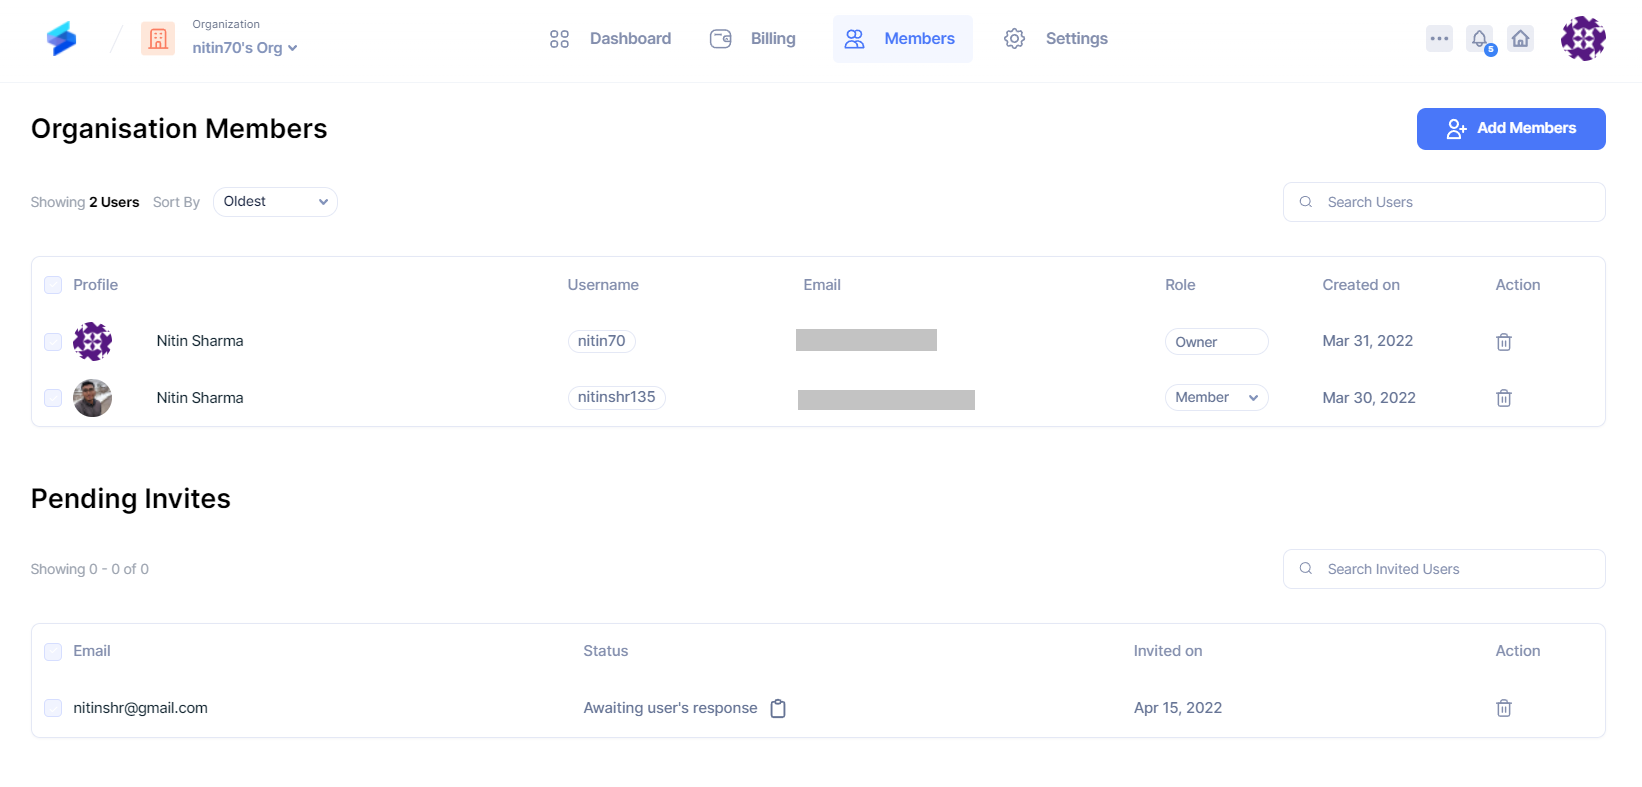 Organization
nitin70's Org
Dashboard
Billing
Members
Settings
5
Organisation Members
Add Members
Showing 2 Users Sort By Oldest
Search Users
Profile Username Email Role Created on Action
Nitin Sharma nitin70 Owner Mar 31, 2022
Nitin Sharma nitinshr135 Member Mar 30, 2022
Pending Invites
Showing 0 - 0 of 0
Search Invited Users
Email Status Invited on Action
nitinshr@gmail.com Awaiting user's response Apr 15, 2022